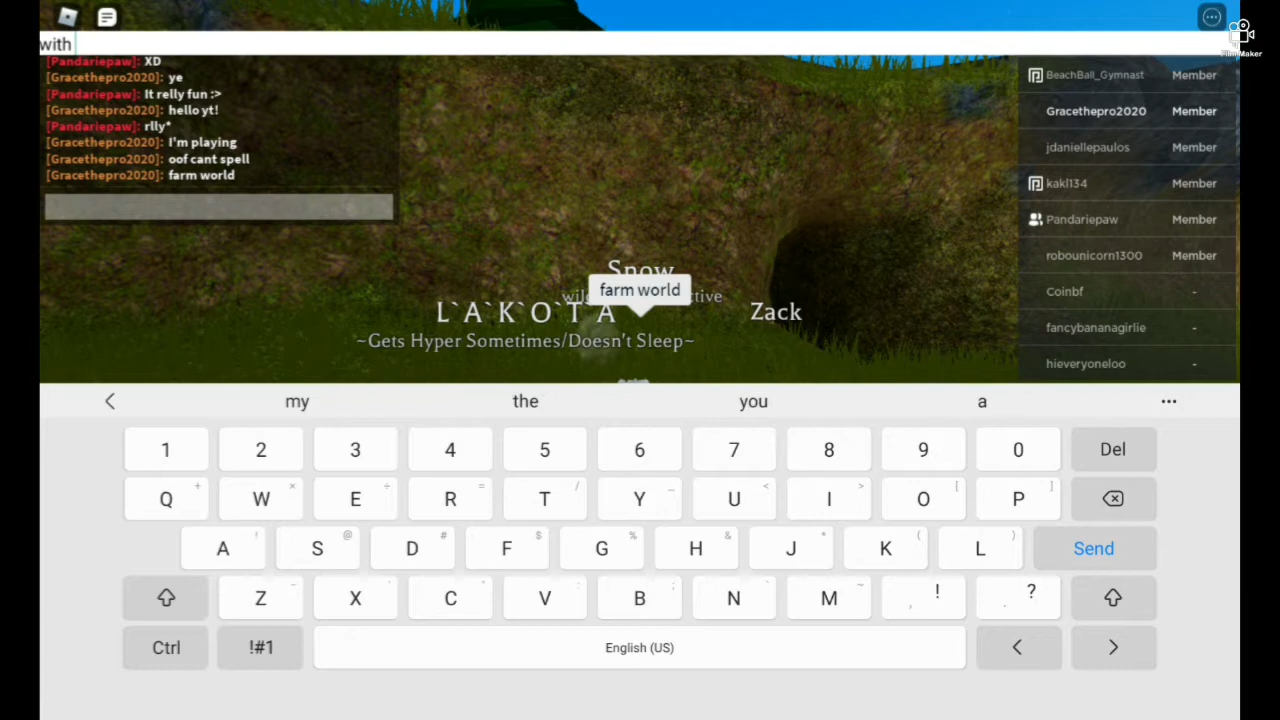 with
FilmMaker
[Pandariepaw]: XD
[Gracethepro2020]: ye
[Pandariepaw]: It relly fun :>
[Gracethepro2020]: hello yt!
[Pandariepaw]: rlly*
[Gracethepro2020]: I'm playing
[Gracethepro2020]: oof cant spell
[Gracethepro2020]: farm world
BeachBall_Gymnast Member
Gracethepro2020 Member
jdaniellepaulos Member
kakl134 Member
Pandariepaw Member
robounicorn1300 Member
Coinbf -
fancybananagirlie -
hieveryoneloo -
Snow
farm world
L`A`K`O`T`A
Zack
~Gets Hyper Sometimes/Doesn't Sleep~
my the you a ...
1 2 3 4 5 6 7 8 9 0 Del
Q + W × E ÷ R = T / Y _ U < I > O [ P ]
A ! S @ D # F $ G % H & J * K ( L ) Send
Z - X ' C " V : B ; N ` M ~ , ! . ?
Ctrl !#1 English (US) < >